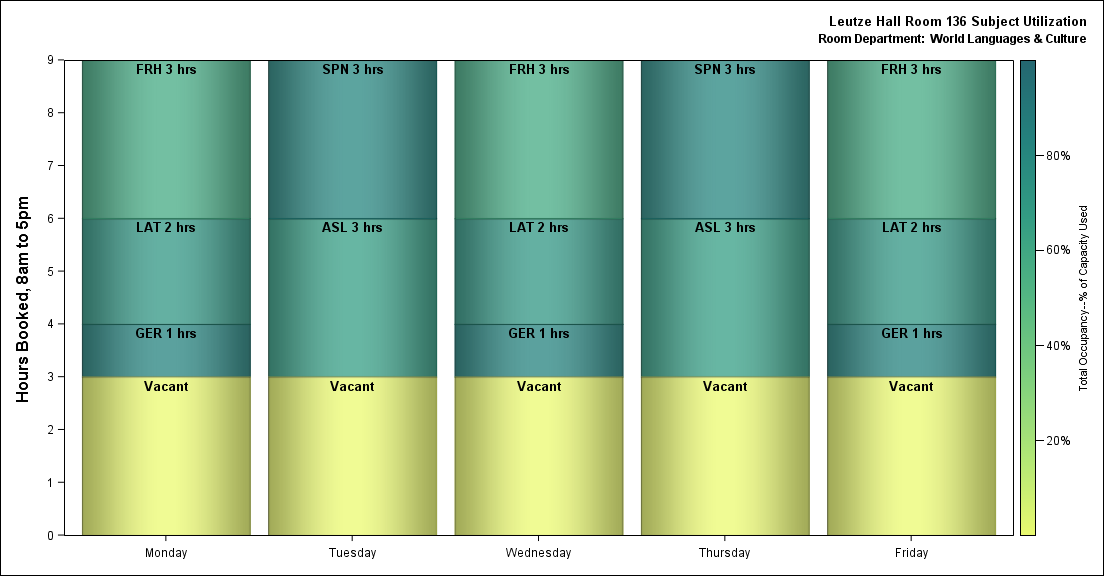 Leutze Hall Room 136 Subject Utilization
Room Department: World Languages & Culture
Hours Booked, 8am to 5pm
9
8
7
6
5
4
3
2
1
0
FRH 3 hrs SPN 3 hrs FRH 3 hrs SPN 3 hrs FRH 3 hrs
LAT 2 hrs ASL 3 hrs LAT 2 hrs ASL 3 hrs LAT 2 hrs
GER 1 hrs GER 1 hrs GER 1 hrs
Vacant Vacant Vacant Vacant Vacant
Monday Tuesday Wednesday Thursday Friday
80%
60%
40%
20%
Total Occupancy--% of Capacity Used